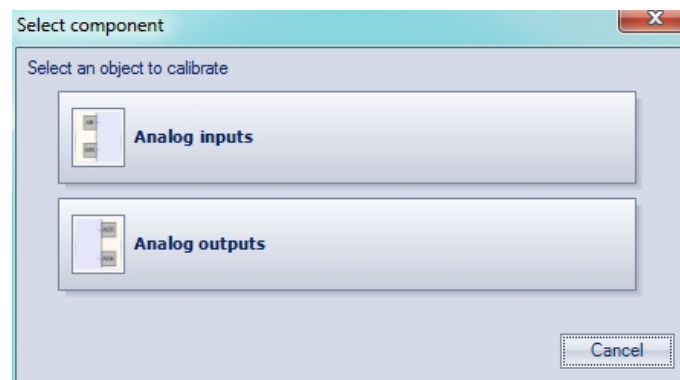 Select component
Select an object to calibrate
Analog inputs
Analog outputs
Cancel